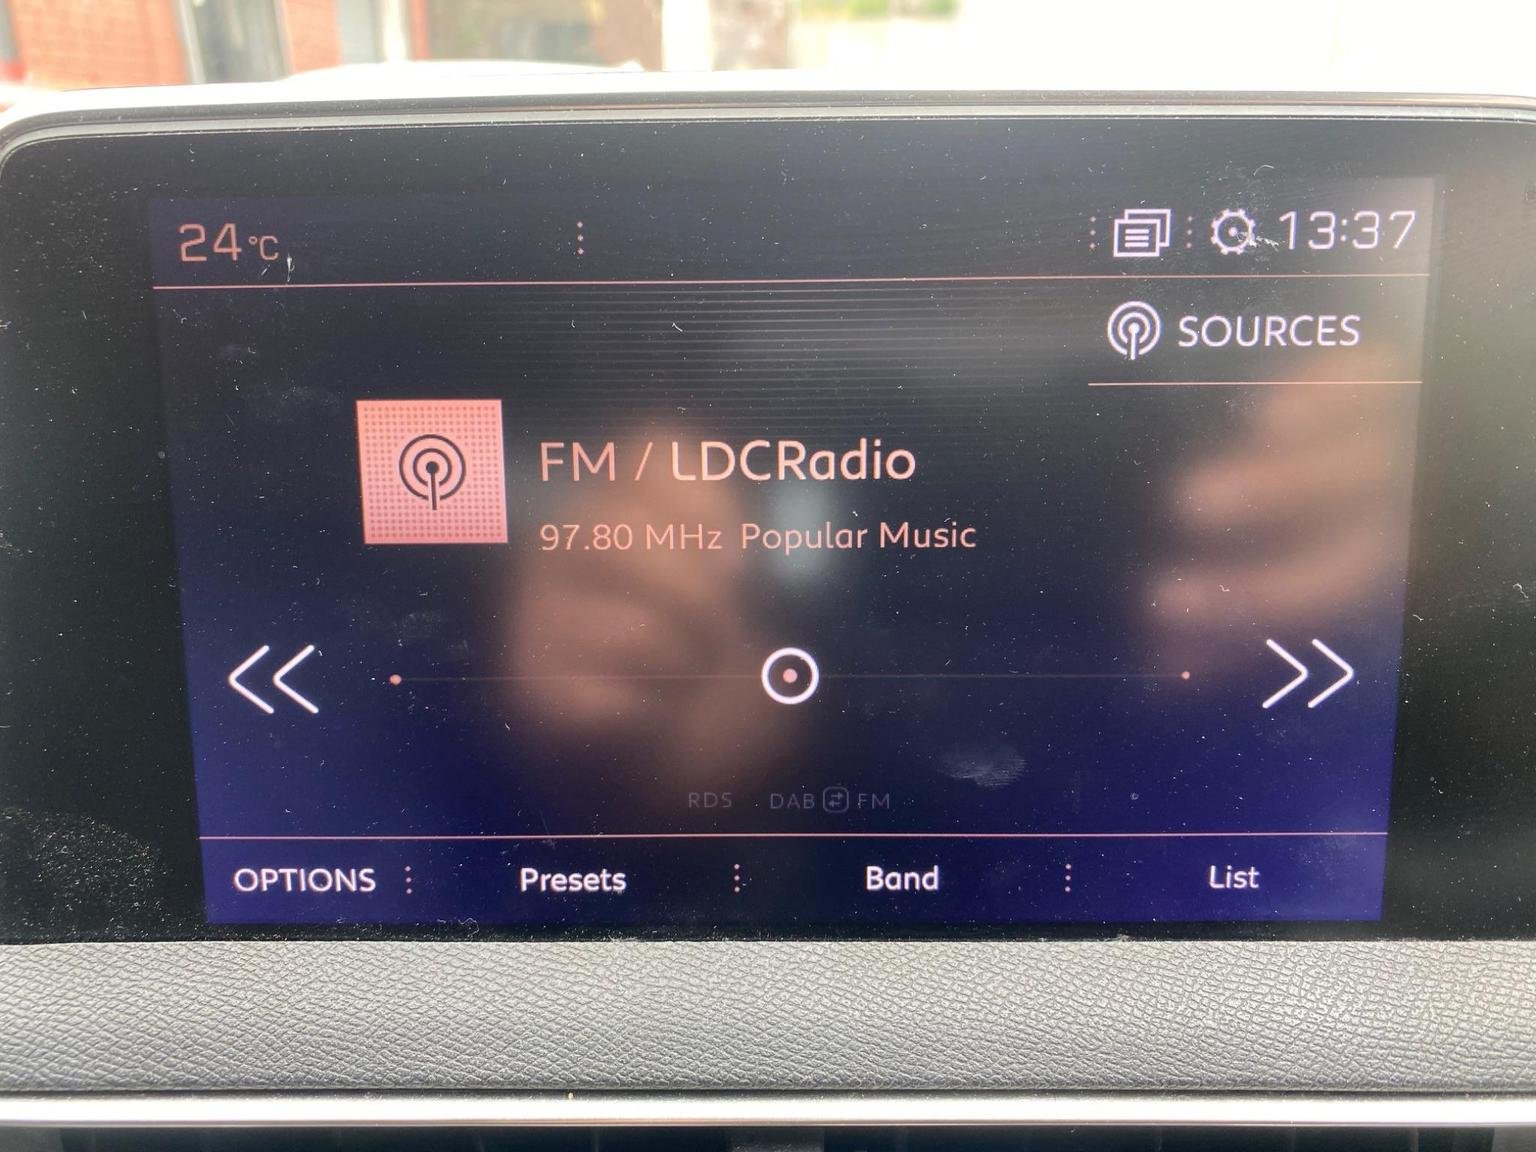 24°C
13:37
SOURCES
FM / LDCRadio
97.80 MHz Popular Music
RDS DAB FM
OPTIONS Presets Band List